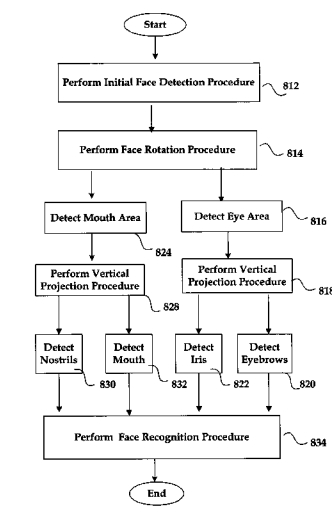 Start
Perform Initial Face Detection Procedure
812
Perform Face Rotation Procedure
814
Detect Mouth Area
824
Detect Eye Area
816
Perform Vertical
Projection Procedure
828
Perform Vertical
Projection Procedure
818
Detect
Nostrils
830
Detect
Mouth
832
Detect
Iris
822
Detect
Eyebrows
820
Perform Face Recognition Procedure
834
End